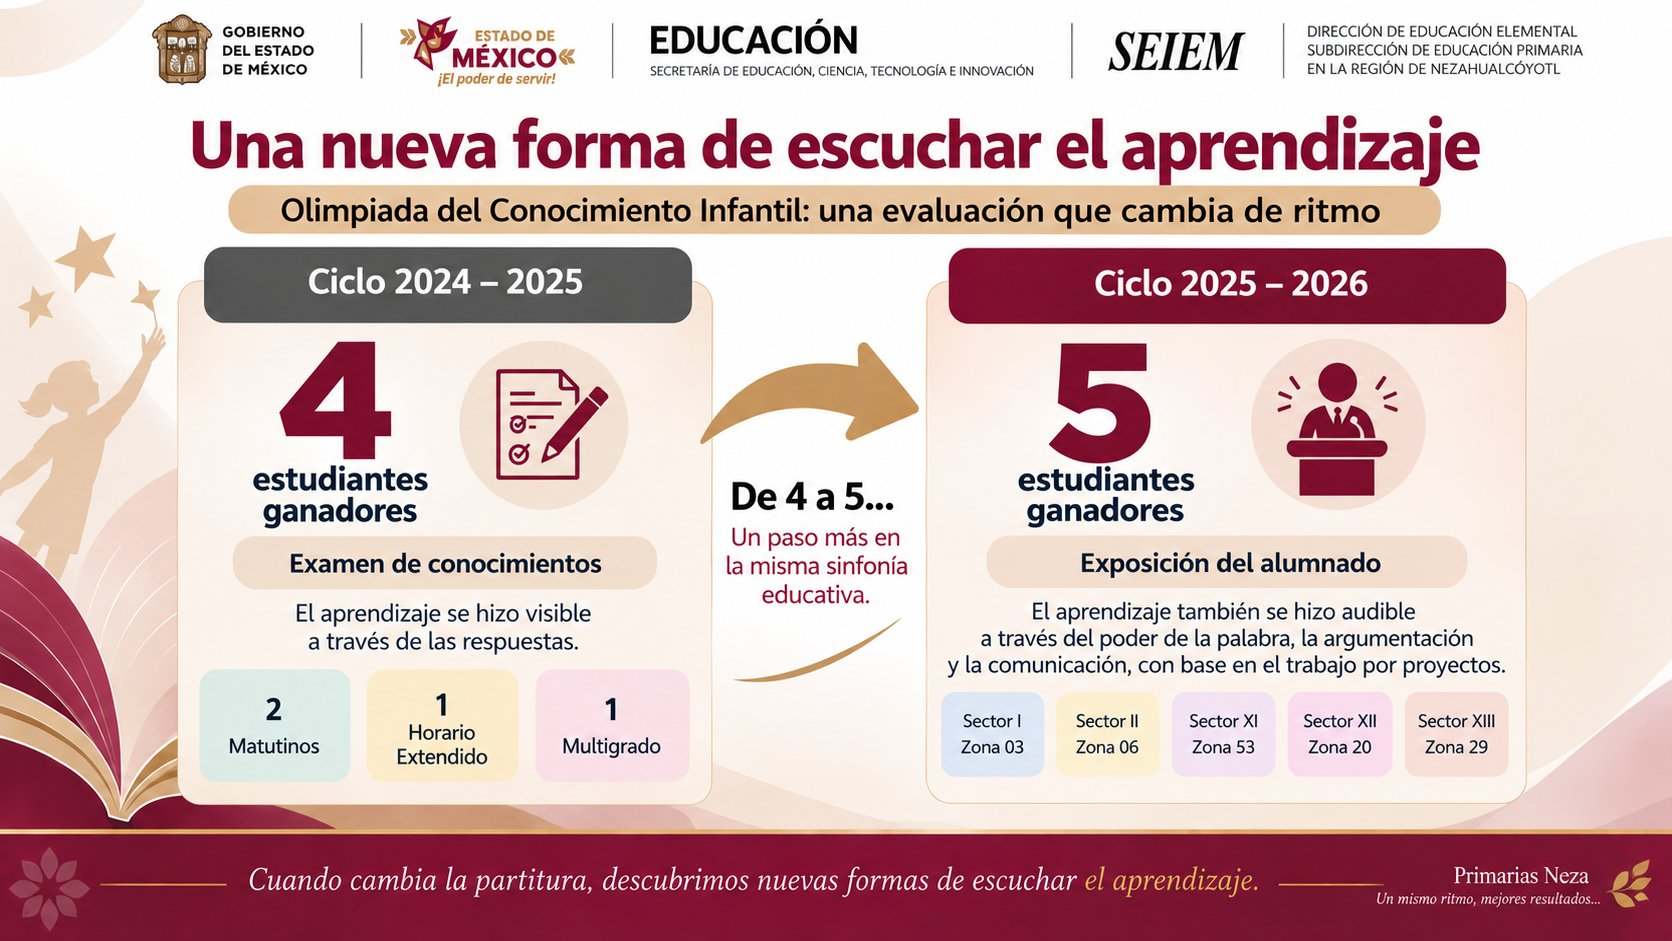 GOBIERNO
DEL ESTADO
DE MÉXICO
ESTADO DE
MÉXICO
¡El poder de servir!
EDUCACIÓN
SECRETARÍA DE EDUCACIÓN, CIENCIA, TECNOLOGÍA E INNOVACIÓN
SEIEM
DIRECCIÓN DE EDUCACIÓN ELEMENTAL
SUBDIRECCIÓN DE EDUCACIÓN PRIMARIA
EN LA REGIÓN DE NEZAHUALCÓYOTL
Una nueva forma de escuchar el aprendizaje
Olimpiada del Conocimiento Infantil: una evaluación que cambia de ritmo
Ciclo 2024 – 2025
4
estudiantes
ganadores
Examen de conocimientos
El aprendizaje se hizo visible
a través de las respuestas.
2
Matutinos
1
Horario
Extendido
1
Multigrado
De 4 a 5...
Un paso más en
la misma sinfonía
educativa.
Ciclo 2025 – 2026
5
estudiantes
ganadores
Exposición del alumnado
El aprendizaje también se hizo audible
a través del poder de la palabra, la argumentación
y la comunicación, con base en el trabajo por proyectos.
Sector I
Zona 03
Sector II
Zona 06
Sector XI
Zona 53
Sector XII
Zona 20
Sector XIII
Zona 29
Cuando cambia la partitura, descubrimos nuevas formas de escuchar el aprendizaje.
Primarias Neza
Un mismo ritmo, mejores resultados...